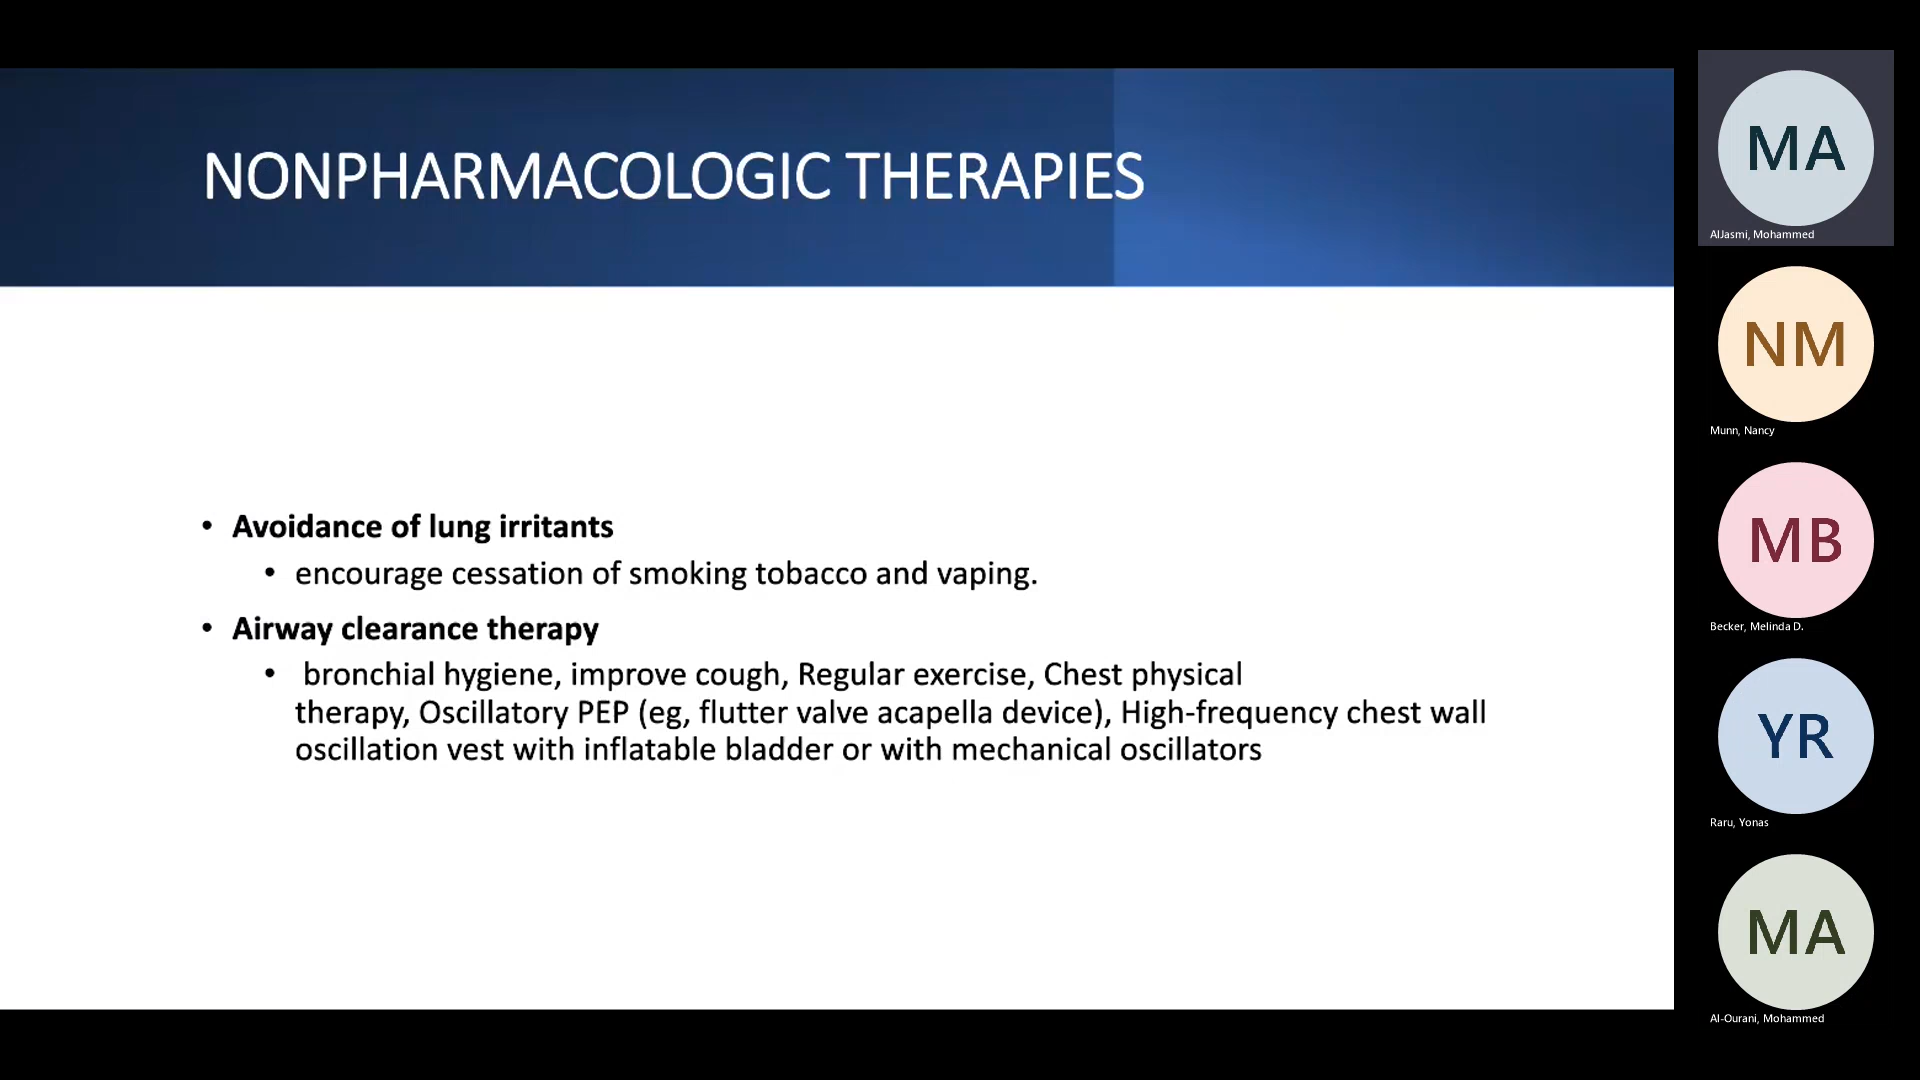 NONPHARMACOLOGIC THERAPIES
• Avoidance of lung irritants
• encourage cessation of smoking tobacco and vaping.
• Airway clearance therapy
• bronchial hygiene, improve cough, Regular exercise, Chest physical
therapy, Oscillatory PEP (eg, flutter valve acapella device), High-frequency chest wall
oscillation vest with inflatable bladder or with mechanical oscillators
MA
AlJasmi, Mohammed
NM
Munn, Nancy
MB
Becker, Melinda D.
YR
Raru, Yonas
MA
Al-Ourani, Mohammed